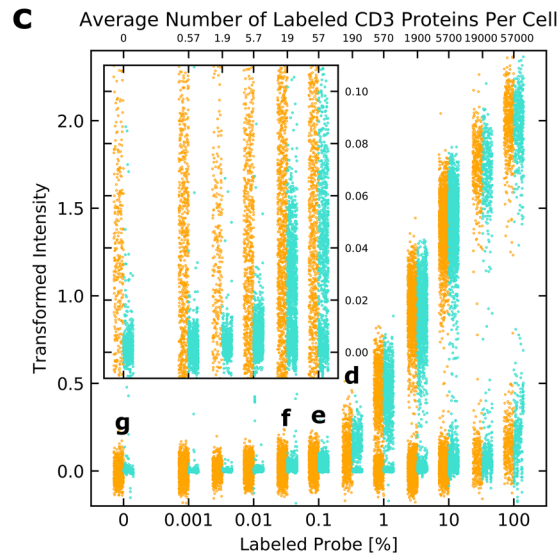 c
Average Number of Labeled CD3 Proteins Per Cell
0 0.57 1.9 5.7 19 57 190 570 1900 5700 19000 57000
2.0
1.5
1.0
0.5
0.0
Transformed Intensity
0.10
0.08
0.06
0.04
0.02
0.00
g f e d
0 0.001 0.01 0.1 1 10 100
Labeled Probe [%]